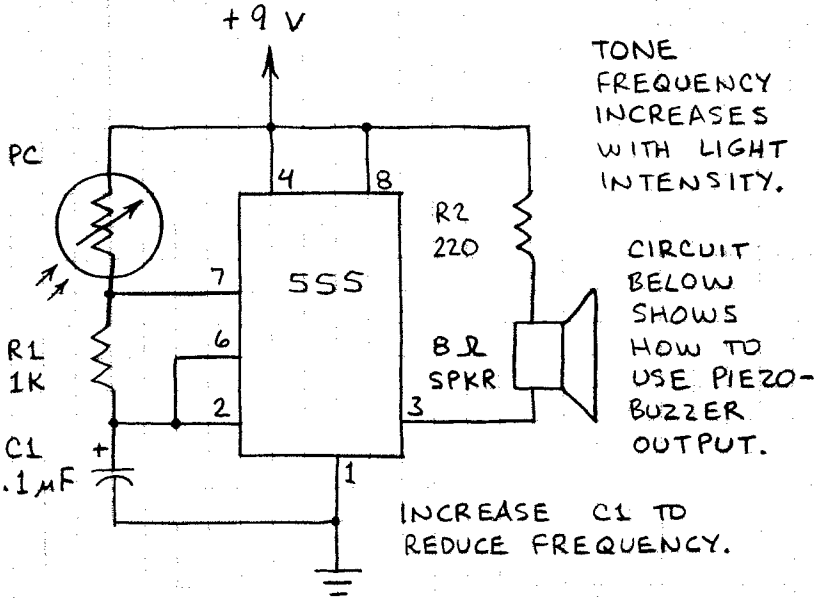 +9 V
TONE
FREQUENCY
INCREASES
WITH LIGHT
INTENSITY.
PC
4
8
R2
220
CIRCUIT
BELOW
SHOWS
HOW TO
USE PIEZO-
BUZZER
OUTPUT.
7
555
R1
1K
6
8Ω
SPKR
2
3
C1
+
.1µF
1
INCREASE C1 TO
REDUCE FREQUENCY.